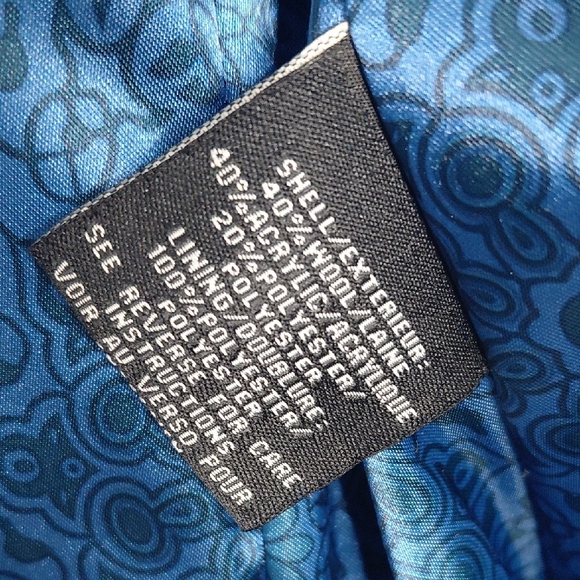 SHELL/EXTERIEUR:
40%WOOL/LAINE
40%ACRYLIC/ACRYLIQUE
20%POLYESTER/
POLYESTER
LINING/DOUBLURE:
100%POLYESTER/
POLYESTER
SEE REVERSE FOR CARE
INSTRUCTIONS
VOIR AU VERSO POUR